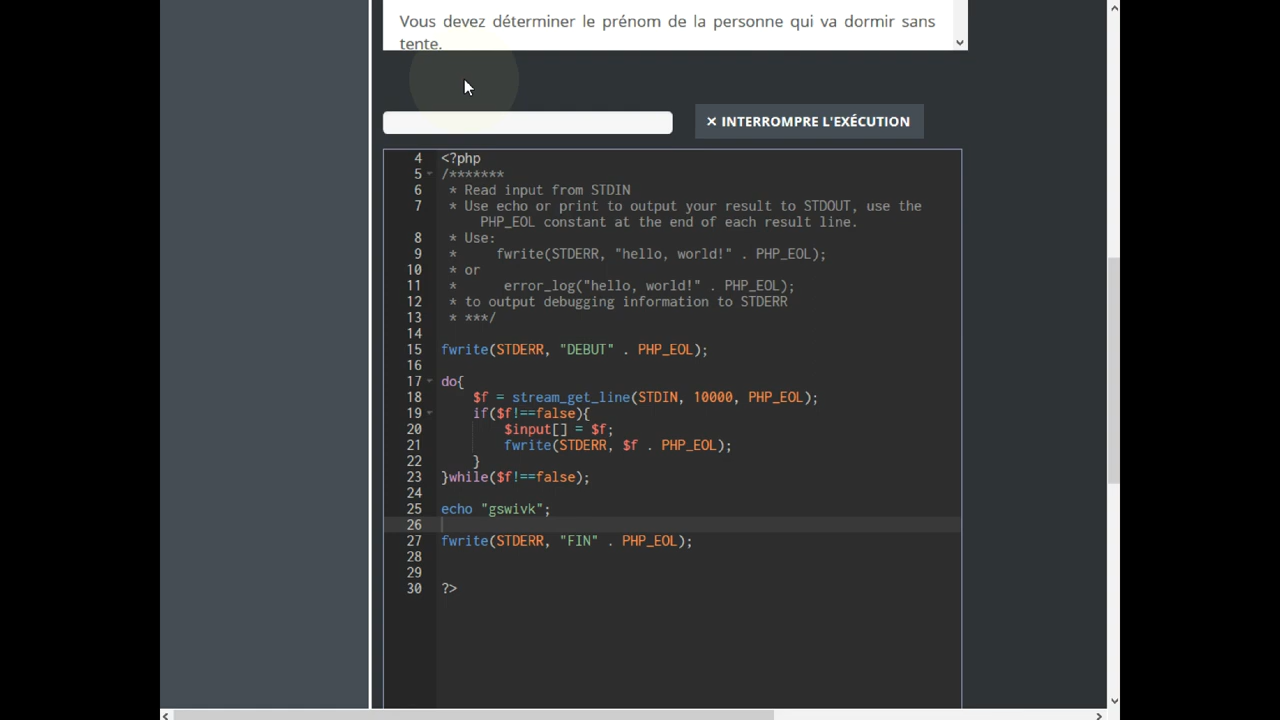 Vous devez déterminer le prénom de la personne qui va dormir sans
tente.
✕ INTERROMPRE L'EXÉCUTION
4 <?php
5 /*******
6 * Read input from STDIN
7 * Use echo or print to output your result to STDOUT, use the
PHP_EOL constant at the end of each result line.
8 * Use:
9 * fwrite(STDERR, "hello, world!" . PHP_EOL);
10 * or
11 * error_log("hello, world!" . PHP_EOL);
12 * to output debugging information to STDERR
13 * ***/
14
15 fwrite(STDERR, "DEBUT" . PHP_EOL);
16
17 do{
18 $f = stream_get_line(STDIN, 10000, PHP_EOL);
19 if($f!==false){
20 $input[] = $f;
21 fwrite(STDERR, $f . PHP_EOL);
22 }
23 }while($f!==false);
24
25 echo "gswivk";
26
27 fwrite(STDERR, "FIN" . PHP_EOL);
28
29
30 ?>